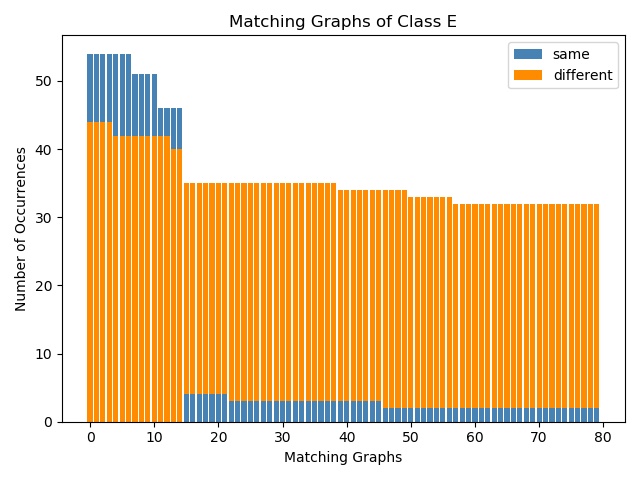 Matching Graphs of Class E
same
different
Number of Occurrences
50
40
30
20
10
0
0 10 20 30 40 50 60 70 80
Matching Graphs